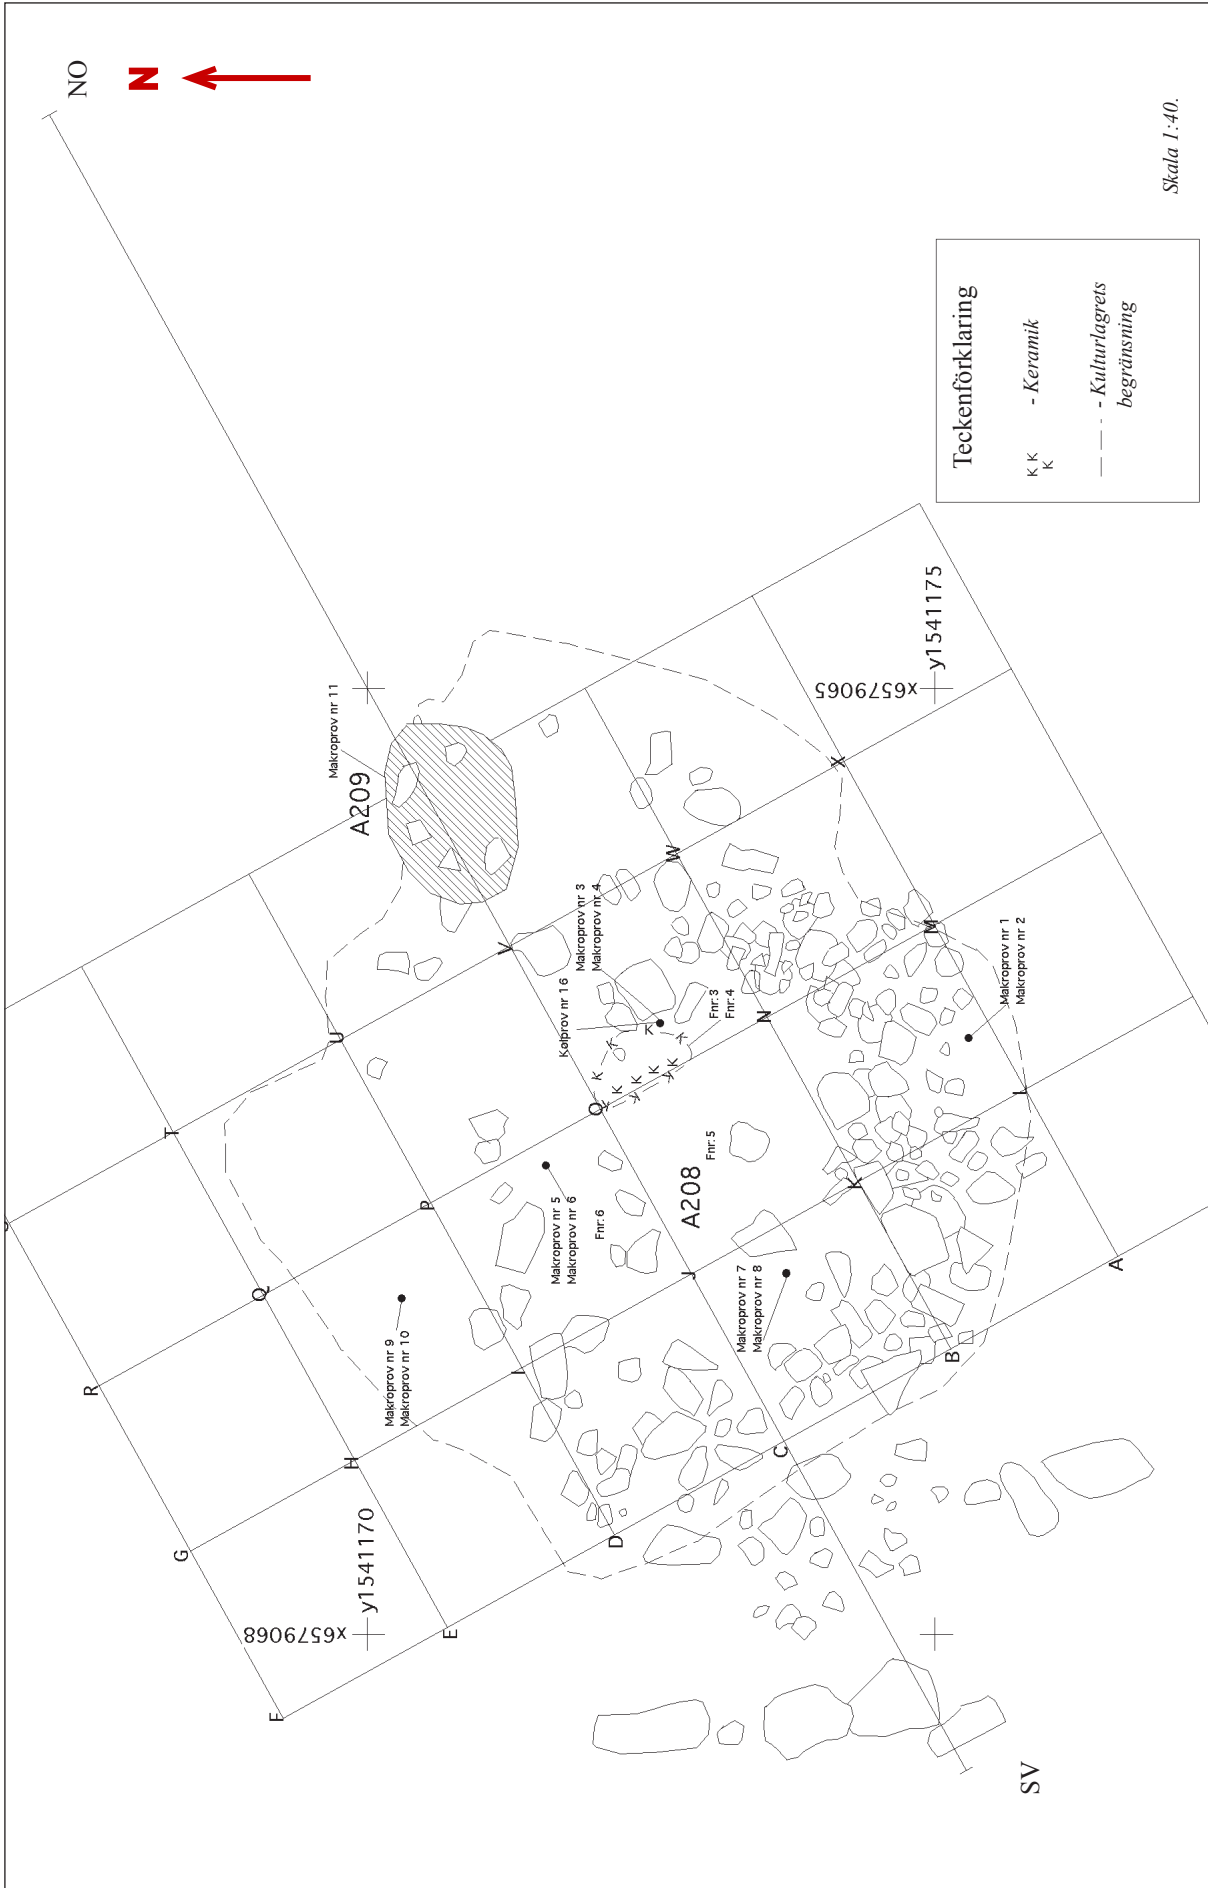 NO
N
Skala 1:40.
Teckenförklaring
K K
K
- Keramik
- Kulturlagrets
begränsning
x6579065
y1541175
Makroprov nr 11
A209
Makroprov nr 3
Makroprov nr 4
Kolprov nr 16
Fnr:3
Fnr:4
Makroprov nr 1
Makroprov nr 2
Fnr:5
A208
Makroprov nr 5
Makroprov nr 6
Fnr:6
Makroprov nr 7
Makroprov nr 8
Makroprov nr 9
Makroprov nr 10
x6579068
y1541170
X
W
V
U
T
M
N
O
P
Q
R
L
K
J
I
H
G
A
B
C
D
E
F
K
K
K
K
K
K
K
K
K
K
K
SV